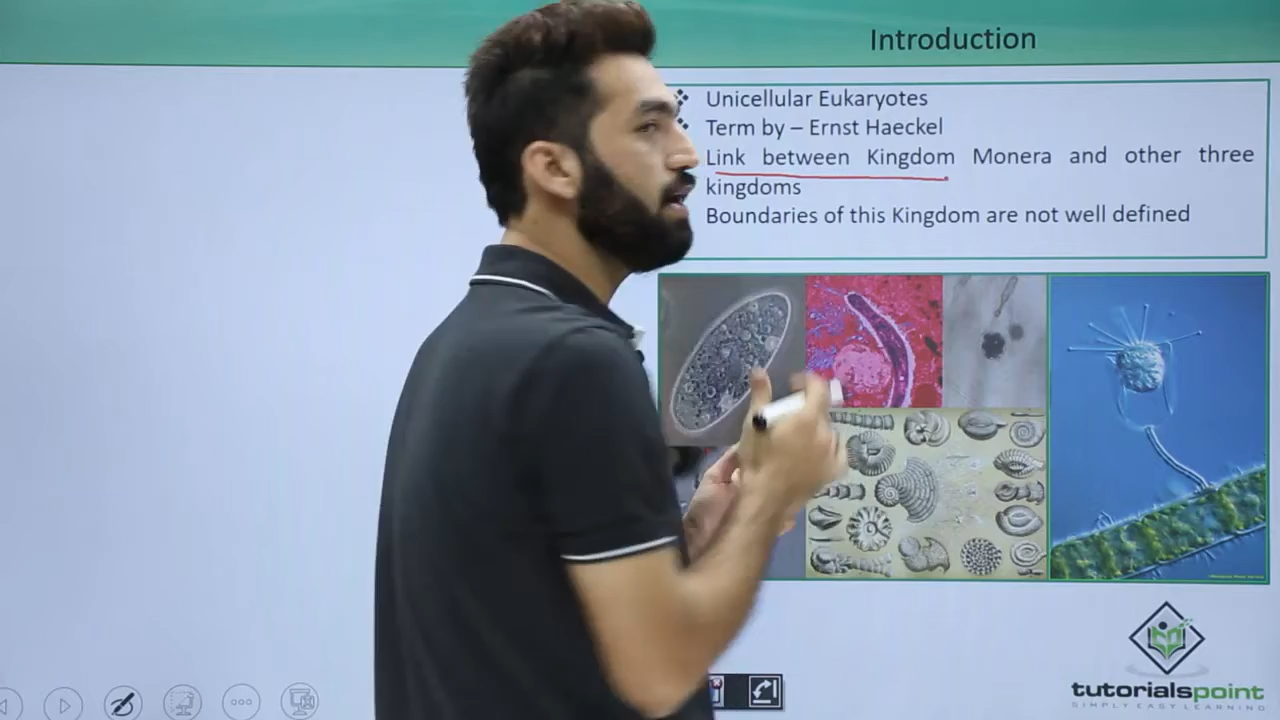 Introduction
Unicellular Eukaryotes
Term by – Ernst Haeckel
Link between Kingdom Monera and other three
kingdoms
Boundaries of this Kingdom are not well defined
tutorialspoint
SIMPLY EASY LEARNING